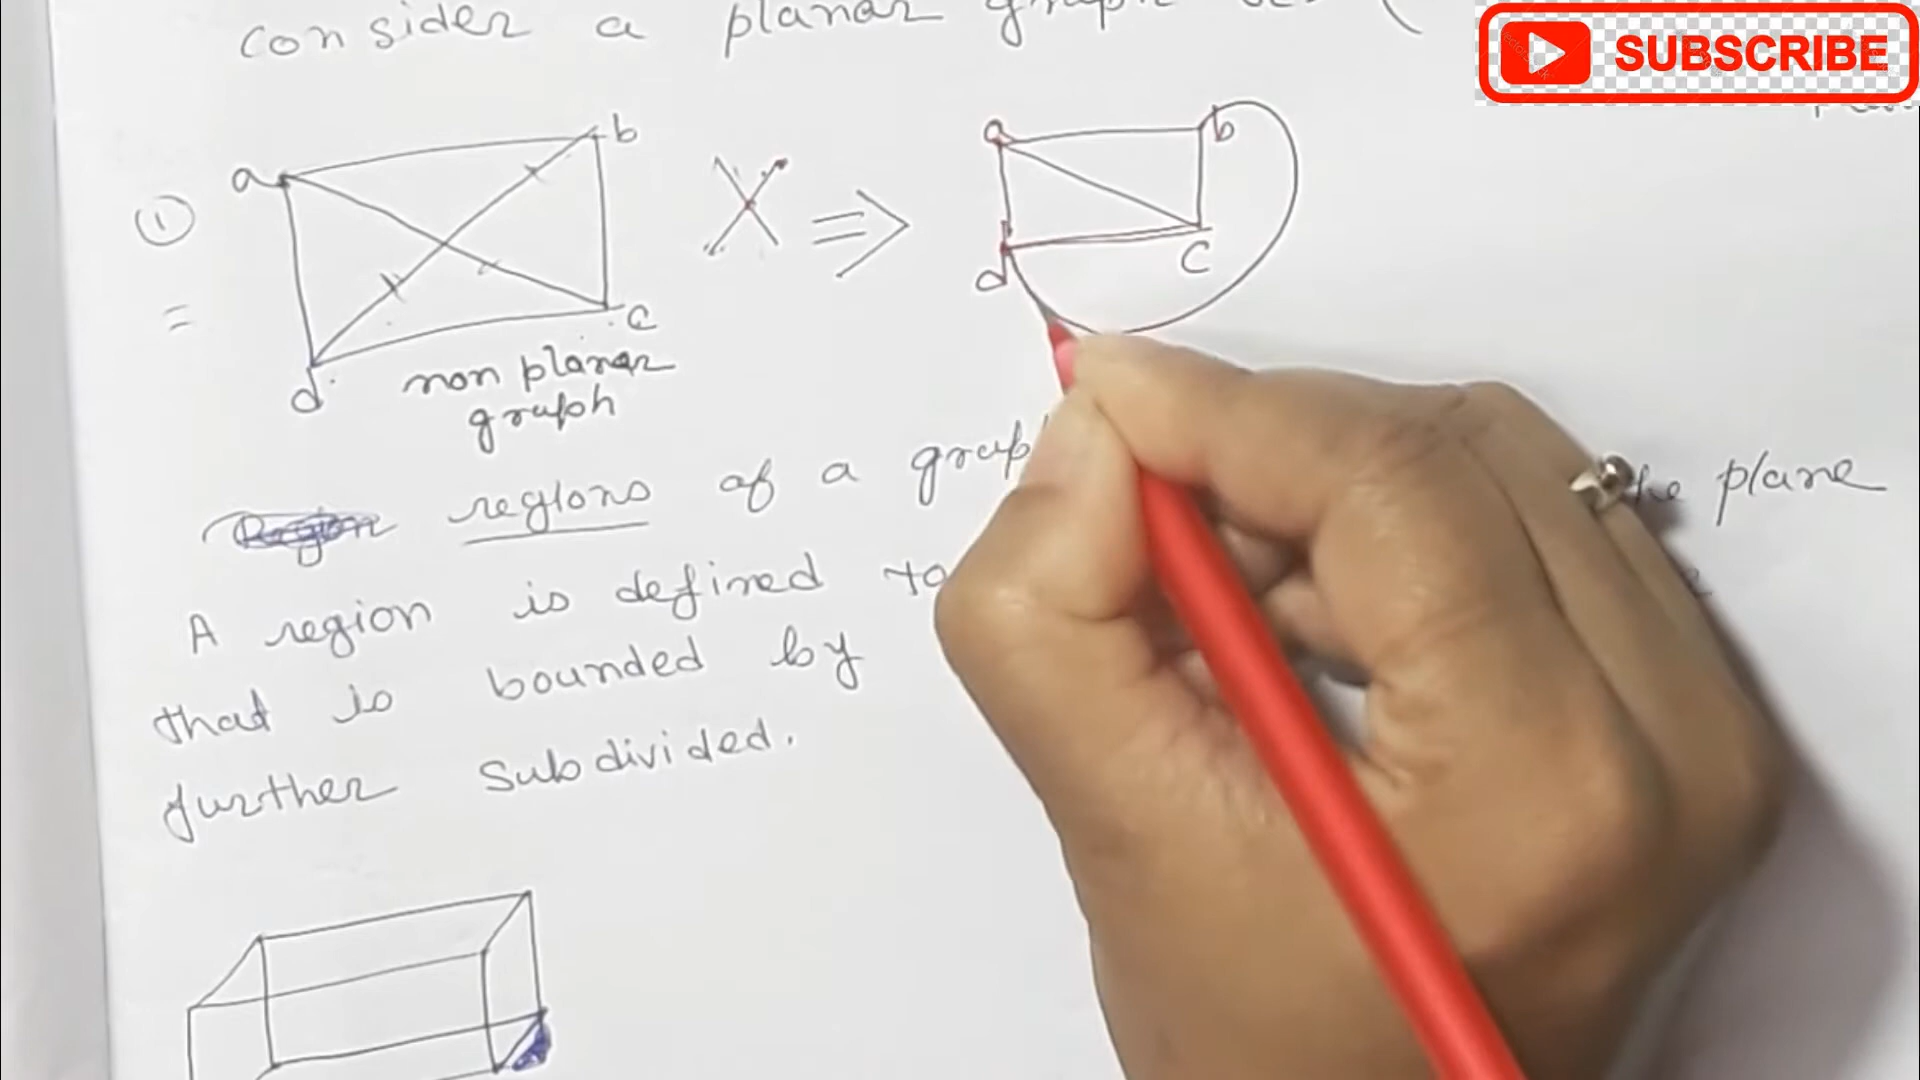 consider a planar graph
SUBSCRIBE
a b
c
d
①
=
X ⇒
a b
c
d
non planar
graph
regions of a graph the plane
A region is defined to
that is bounded by
further subdivided.